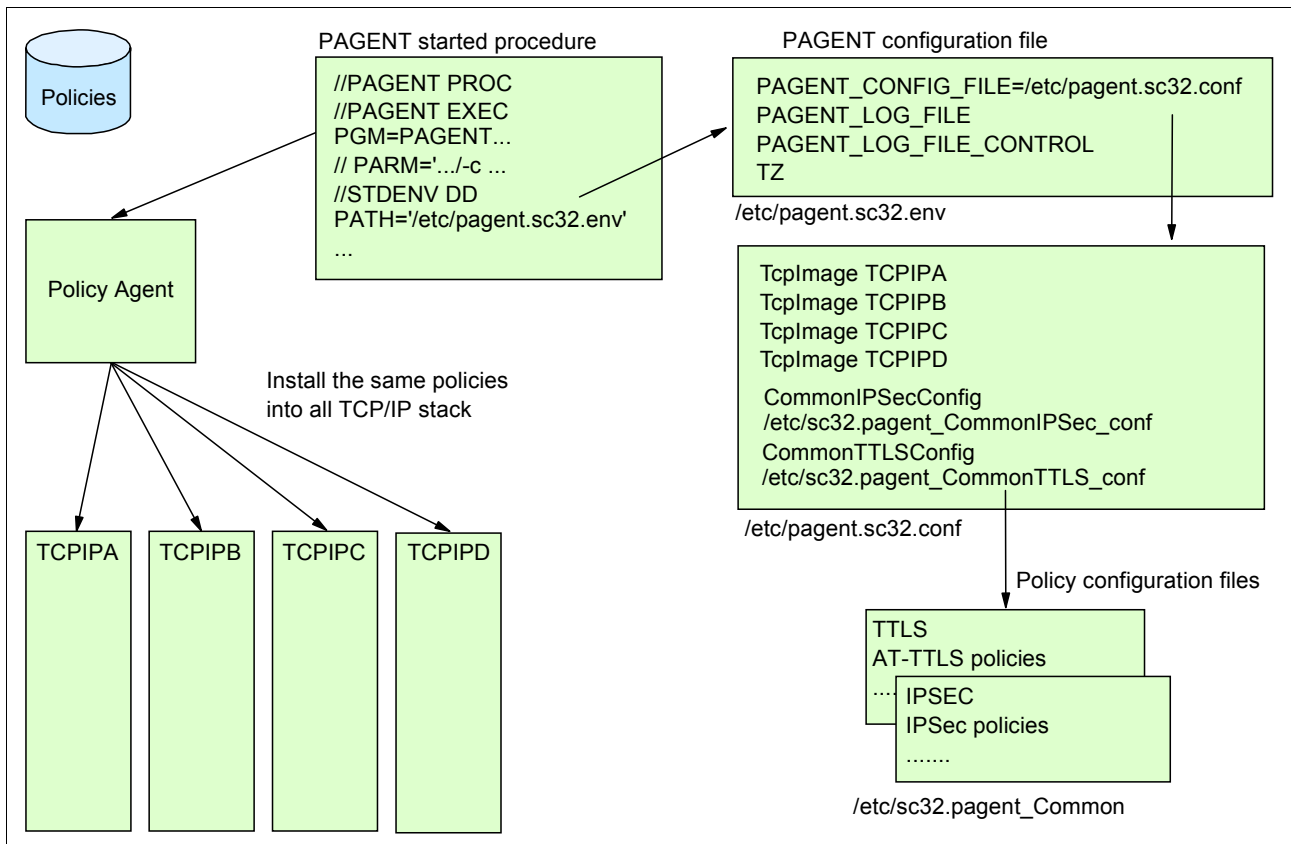 Policies
PAGENT started procedure
//PAGENT PROC
//PAGENT EXEC
PGM=PAGENT...
// PARM='.../-c ...
//STDENV DD
PATH='/etc/pagent.sc32.env'
...
PAGENT configuration file
PAGENT_CONFIG_FILE=/etc/pagent.sc32.conf
PAGENT_LOG_FILE
PAGENT_LOG_FILE_CONTROL
TZ
/etc/pagent.sc32.env
Policy Agent
TcpImage TCPIPA
TcpImage TCPIPB
TcpImage TCPIPC
TcpImage TCPIPD
CommonIPSecConfig
/etc/sc32.pagent_CommonIPSec_conf
CommonTTLSConfig
/etc/sc32.pagent_CommonTTLS_conf
/etc/pagent.sc32.conf
Install the same policies
into all TCP/IP stack
TCPIPA
TCPIPB
TCPIPC
TCPIPD
Policy configuration files
TTLS
AT-TTLS policies
....
IPSEC
IPSec policies
.......
/etc/sc32.pagent_Common